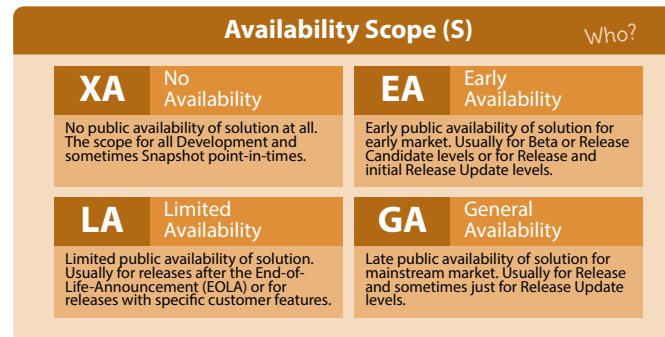 Availability Scope (S)
Who?
XA
No
Availability
No public availability of solution at all.
The scope for all Development and
sometimes Snapshot point-in-times.
EA
Early
Availability
Early public availability of solution for
early market. Usually for Beta or Release
Candidate levels or for Release and
initial Release Update levels.
LA
Limited
Availability
Limited public availability of solution.
Usually for releases after the End-of-
Life-Announcement (EOLA) or for
releases with specific customer features.
GA
General
Availability
Late public availability of solution for
mainstream market. Usually for Release
and sometimes just for Release Update
levels.